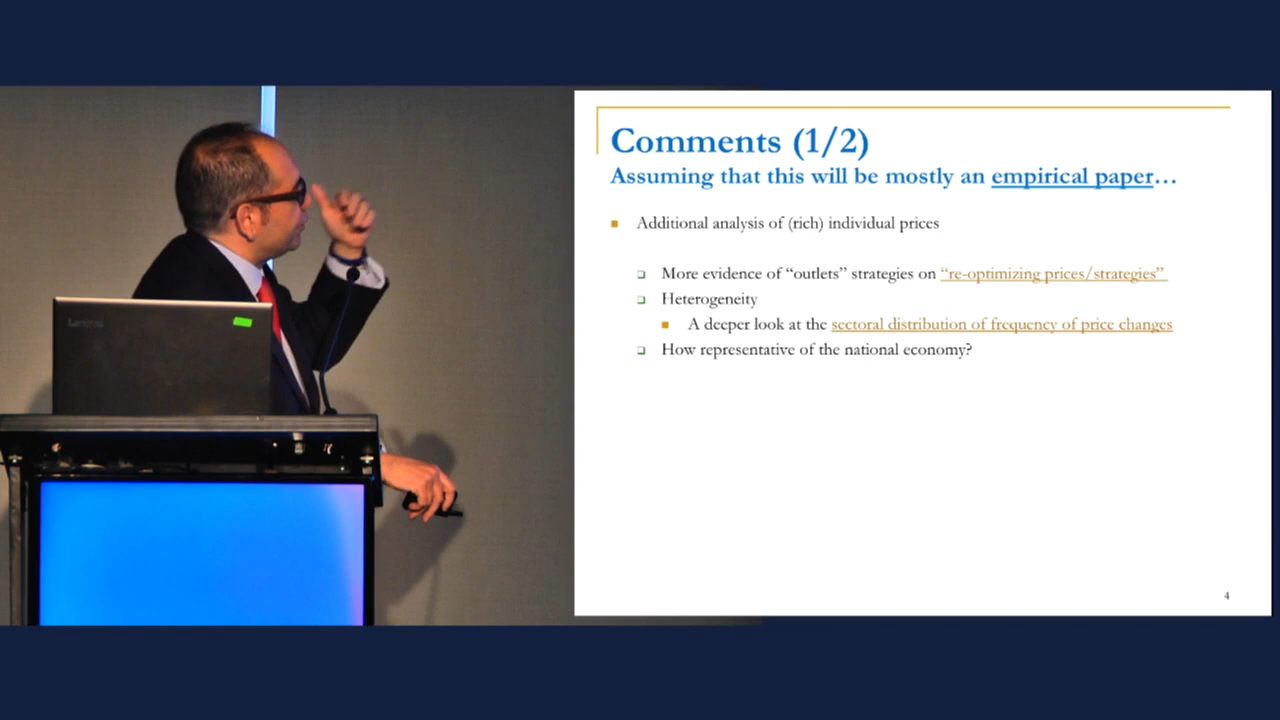 Comments (1/2)
Assuming that this will be mostly an empirical paper…
Additional analysis of (rich) individual prices
More evidence of “outlets” strategies on “re-optimizing prices/strategies”
Heterogeneity
A deeper look at the sectoral distribution of frequency of price changes
How representative of the national economy?
4
Lenovo